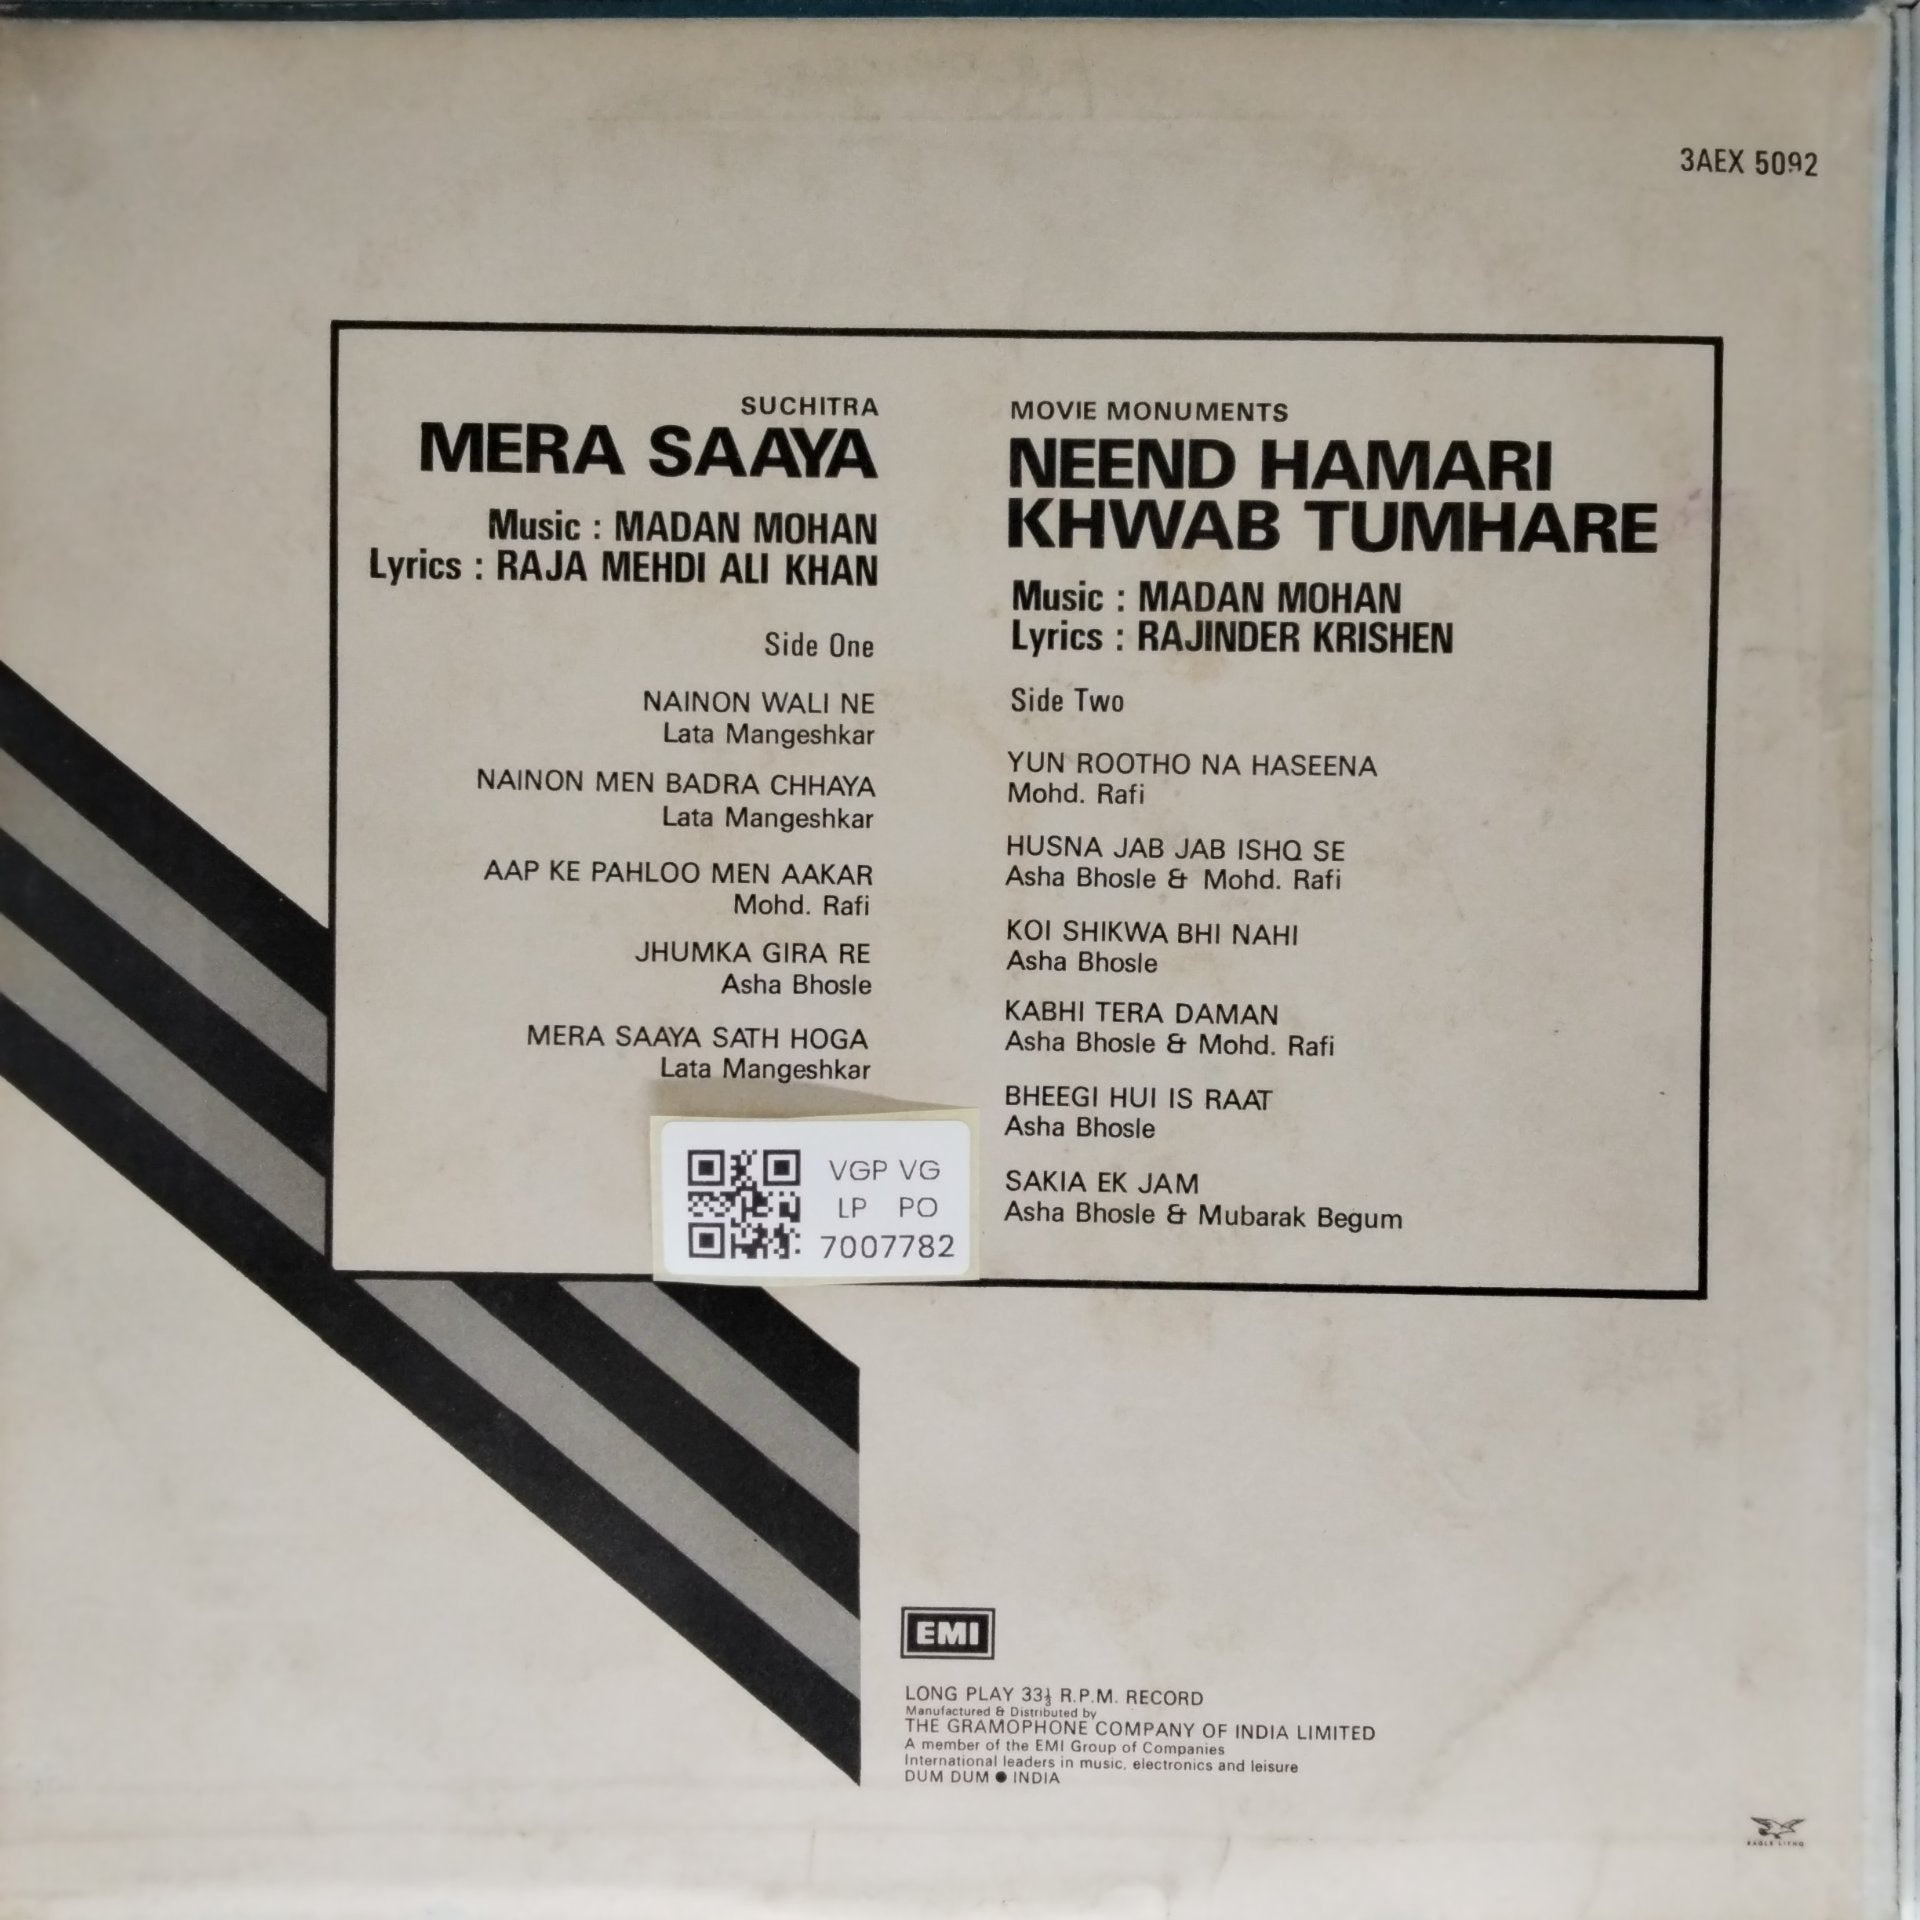 3AEX 5092
SUCHITRA
MERA SAAYA
Music : MADAN MOHAN
Lyrics : RAJA MEHDI ALI KHAN
Side One
NAINON WALI NE
Lata Mangeshkar
NAINON MEN BADRA CHHAYA
Lata Mangeshkar
AAP KE PAHLOO MEN AAKAR
Mohd. Rafi
JHUMKA GIRA RE
Asha Bhosle
MERA SAAYA SATH HOGA
Lata Mangeshkar
VGP VG
LP PO
7007782
MOVIE MONUMENTS
NEEND HAMARI
KHWAB TUMHARE
Music : MADAN MOHAN
Lyrics : RAJINDER KRISHEN
Side Two
YUN ROOTHO NA HASEENA
Mohd. Rafi
HUSNA JAB JAB ISHQ SE
Asha Bhosle & Mohd. Rafi
KOI SHIKWA BHI NAHI
Asha Bhosle
KABHI TERA DAMAN
Asha Bhosle & Mohd. Rafi
BHEEGI HUI IS RAAT
Asha Bhosle
SAKIA EK JAM
Asha Bhosle & Mubarak Begum
EMI
LONG PLAY 33⅓ R.P.M. RECORD
Manufactured & Distributed by
THE GRAMOPHONE COMPANY OF INDIA LIMITED
A member of the EMI Group of Companies
International leaders in music, electronics and leisure
DUM DUM ● INDIA
EAGLE LITHO